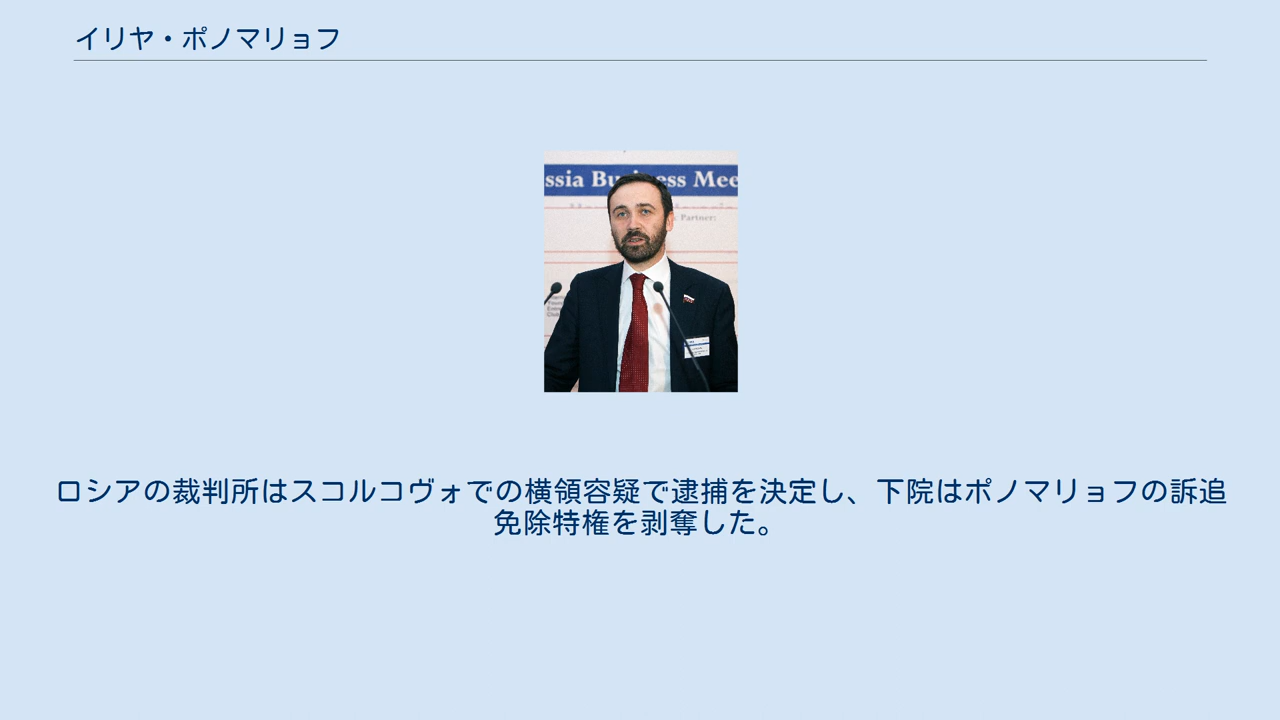 イリヤ・ポノマリョフ
ssia Business Mee
Partner:
ロシアの裁判所はスコルコヴォでの横領容疑で逮捕を決定し、下院はポノマリョフの訴追
免除特権を剥奪した。